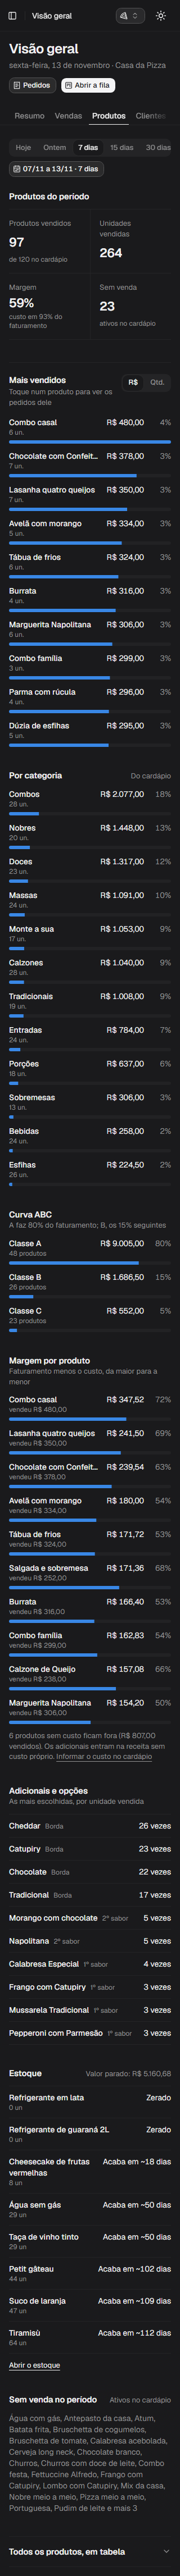 Visão geral
Visão geral
sexta-feira, 13 de novembro · Casa da Pizza
Pedidos
Abrir a fila
Resumo Vendas Produtos Clientes
Hoje Ontem 7 dias 15 dias 30 dias
07/11 a 13/11 · 7 dias
Produtos do período
Produtos vendidos
97
de 120 no cardápio
Unidades
vendidas
264
Margem
59%
custo em 93% do
faturamento
7 un.
Sem venda
23
ativos no cardápio
Mais vendidos
Toque num produto para ver os
pedidos dele
R$ Qtd.
Combo casal R$ 480,00 4%
6 un.
Chocolate com Confeit... R$ 378,00 3%
7 un.
Lasanha quatro queijos R$ 350,00 3%
7 un.
Avelã com morango R$ 334,00 3%
5 un.
Tábua de frios R$ 324,00 3%
6 un.
Burrata R$ 316,00 3%
4 un.
Marguerita Napolitana R$ 306,00 3%
6 un.
Combo família R$ 299,00 3%
3 un.
Parma com rúcula R$ 296,00 3%
4 un.
Dúzia de esfihas R$ 295,00 3%
5 un.
Por categoria Do cardápio
Combos R$ 2.077,00 18%
28 un.
Nobres R$ 1.448,00 13%
20 un.
Doces R$ 1.317,00 12%
23 un.
Massas R$ 1.091,00 10%
24 un.
Monte a sua R$ 1.053,00 9%
17 un.
Calzones R$ 1.040,00 9%
28 un.
Tradicionais R$ 1.008,00 9%
19 un.
Entradas R$ 784,00 7%
24 un.
Porções R$ 637,00 6%
18 un.
Sobremesas R$ 306,00 3%
13 un.
Bebidas R$ 258,00 2%
24 un.
Esfihas R$ 224,50 2%
26 un.
Curva ABC
A faz 80% do faturamento; B, os 15% seguintes
Classe A R$ 9.005,00 80%
48 produtos
Classe B R$ 1.686,50 15%
26 produtos
Classe C R$ 552,00 5%
23 produtos
Margem por produto
Faturamento menos o custo, da maior para a
menor
Combo casal R$ 347,52 72%
vendeu R$ 480,00
Lasanha quatro queijos R$ 241,50 69%
vendeu R$ 350,00
Chocolate com Confeit... R$ 239,54 63%
vendeu R$ 378,00
Avelã com morango R$ 180,00 54%
vendeu R$ 334,00
Tábua de frios R$ 171,72 53%
vendeu R$ 324,00
Salgada e sobremesa R$ 171,36 68%
vendeu R$ 252,00
Burrata R$ 166,40 53%
vendeu R$ 316,00
Combo família R$ 162,83 54%
vendeu R$ 299,00
Calzone de Queijo R$ 157,08 66%
vendeu R$ 238,00
Marguerita Napolitana R$ 154,20 50%
vendeu R$ 306,00
6 produtos sem custo ficam fora (R$ 807,00
vendidos). Os adicionais entram na receita sem
custo próprio. Informar o custo no cardápio
Adicionais e opções
As mais escolhidas, por unidade vendida
Cheddar Borda 26 vezes
Catupiry Borda 23 vezes
Chocolate Borda 22 vezes
Tradicional Borda 17 vezes
Morango com chocolate 2º sabor 5 vezes
Napolitana 2º sabor 5 vezes
Calabresa Especial 1º sabor 4 vezes
Frango com Catupiry 1º sabor 3 vezes
Mussarela Tradicional 1º sabor 3 vezes
Pepperoni com Parmesão 1º sabor 3 vezes
Estoque Valor parado: R$ 5.160,68
Refrigerante em lata Zerado
0 un
Refrigerante de guaraná 2L Zerado
0 un
Cheesecake de frutas Acaba em ~18 dias
vermelhas
8 un
Água sem gás Acaba em ~50 dias
29 un
Taça de vinho tinto Acaba em ~50 dias
29 un
Petit gâteau Acaba em ~102 dias
44 un
Suco de laranja Acaba em ~109 dias
47 un
Tiramisù Acaba em ~112 dias
64 un
Abrir o estoque
Sem venda no período Ativos no cardápio
Água com gás, Antepasto da casa, Atum,
Batata frita, Bruschetta de cogumelos,
Bruschetta de tomate, Calabresa acebolada,
Cerveja long neck, Chocolate branco,
Churros, Churros com doce de leite, Combo
festa, Fettuccine Alfredo, Frango com
Catupiry, Lombo com Catupiry, Mix da casa,
Nobre meio a meio, Pizza meio a meio,
Portuguesa, Pudim de leite e mais 3
Todos os produtos, em tabela